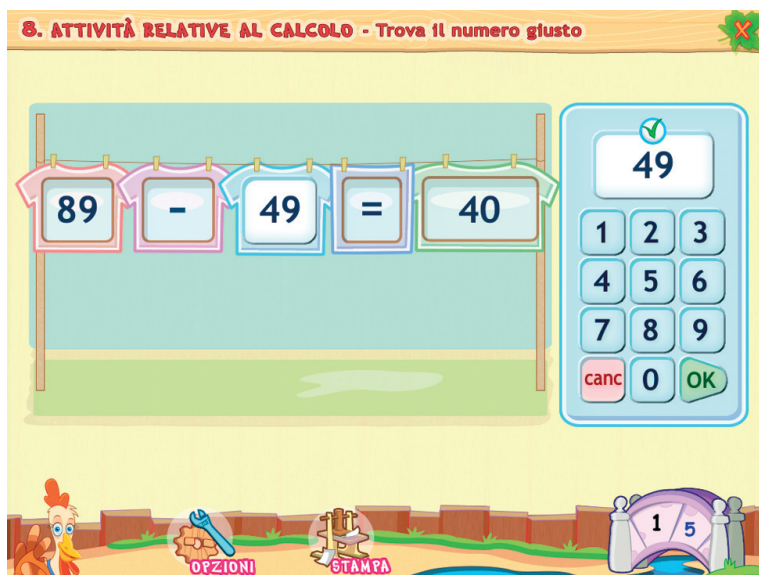 8. ATTIVITÀ RELATIVE AL CALCOLO - Trova il numero giusto
X
89 - 49 = 40
49
1 2 3
4 5 6
7 8 9
canc 0 OK
OPZIONI
STAMPA
1 5